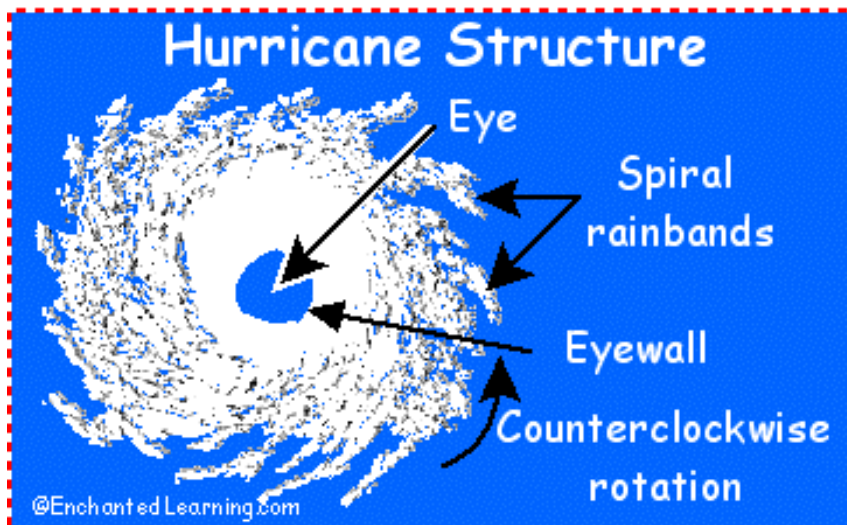 Hurricane Structure
Eye
Spiral
rainbands
Eyewall
Counterclockwise
rotation
@EnchantedLearning.com